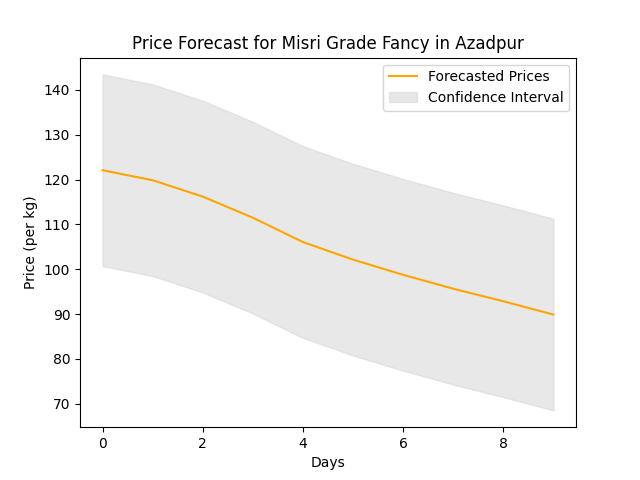 Price Forecast for Misri Grade Fancy in Azadpur
Forecasted Prices
Confidence Interval
Price (per kg)
140
130
120
110
100
90
80
70
0 2 4 6 8
Days